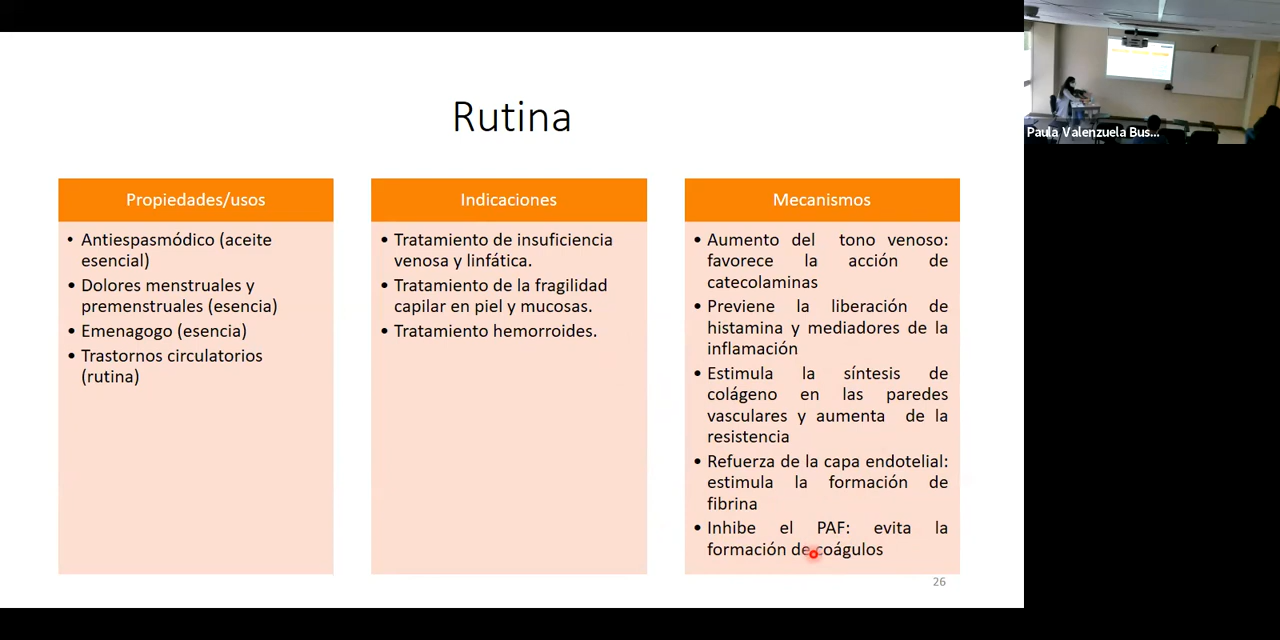 Rutina
Propiedades/usos
• Antiespasmódico (aceite
esencial)
• Dolores menstruales y
premenstruales (esencia)
• Emenagogo (esencia)
• Trastornos circulatorios
(rutina)
Indicaciones
• Tratamiento de insuficiencia
venosa y linfática.
• Tratamiento de la fragilidad
capilar en piel y mucosas.
• Tratamiento hemorroides.
Mecanismos
• Aumento del tono venoso:
favorece la acción de
catecolaminas
• Previene la liberación de
histamina y mediadores de la
inflamación
• Estimula la síntesis de
colágeno en las paredes
vasculares y aumenta de la
resistencia
• Refuerza de la capa endotelial:
estimula la formación de
fibrina
• Inhibe el PAF: evita la
formación de coágulos
26
Paula Valenzuela Bus...